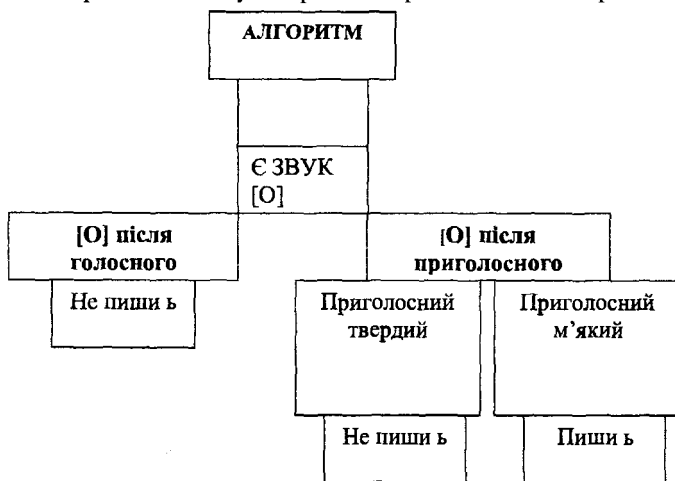 АЛГОРИТМ
Є ЗВУК
[О]
[О] після
голосного
[О] після
приголосного
Не пиши ь
Приголосний
твердий
Приголосний
м’який
Не пиши ь
Пиши ь